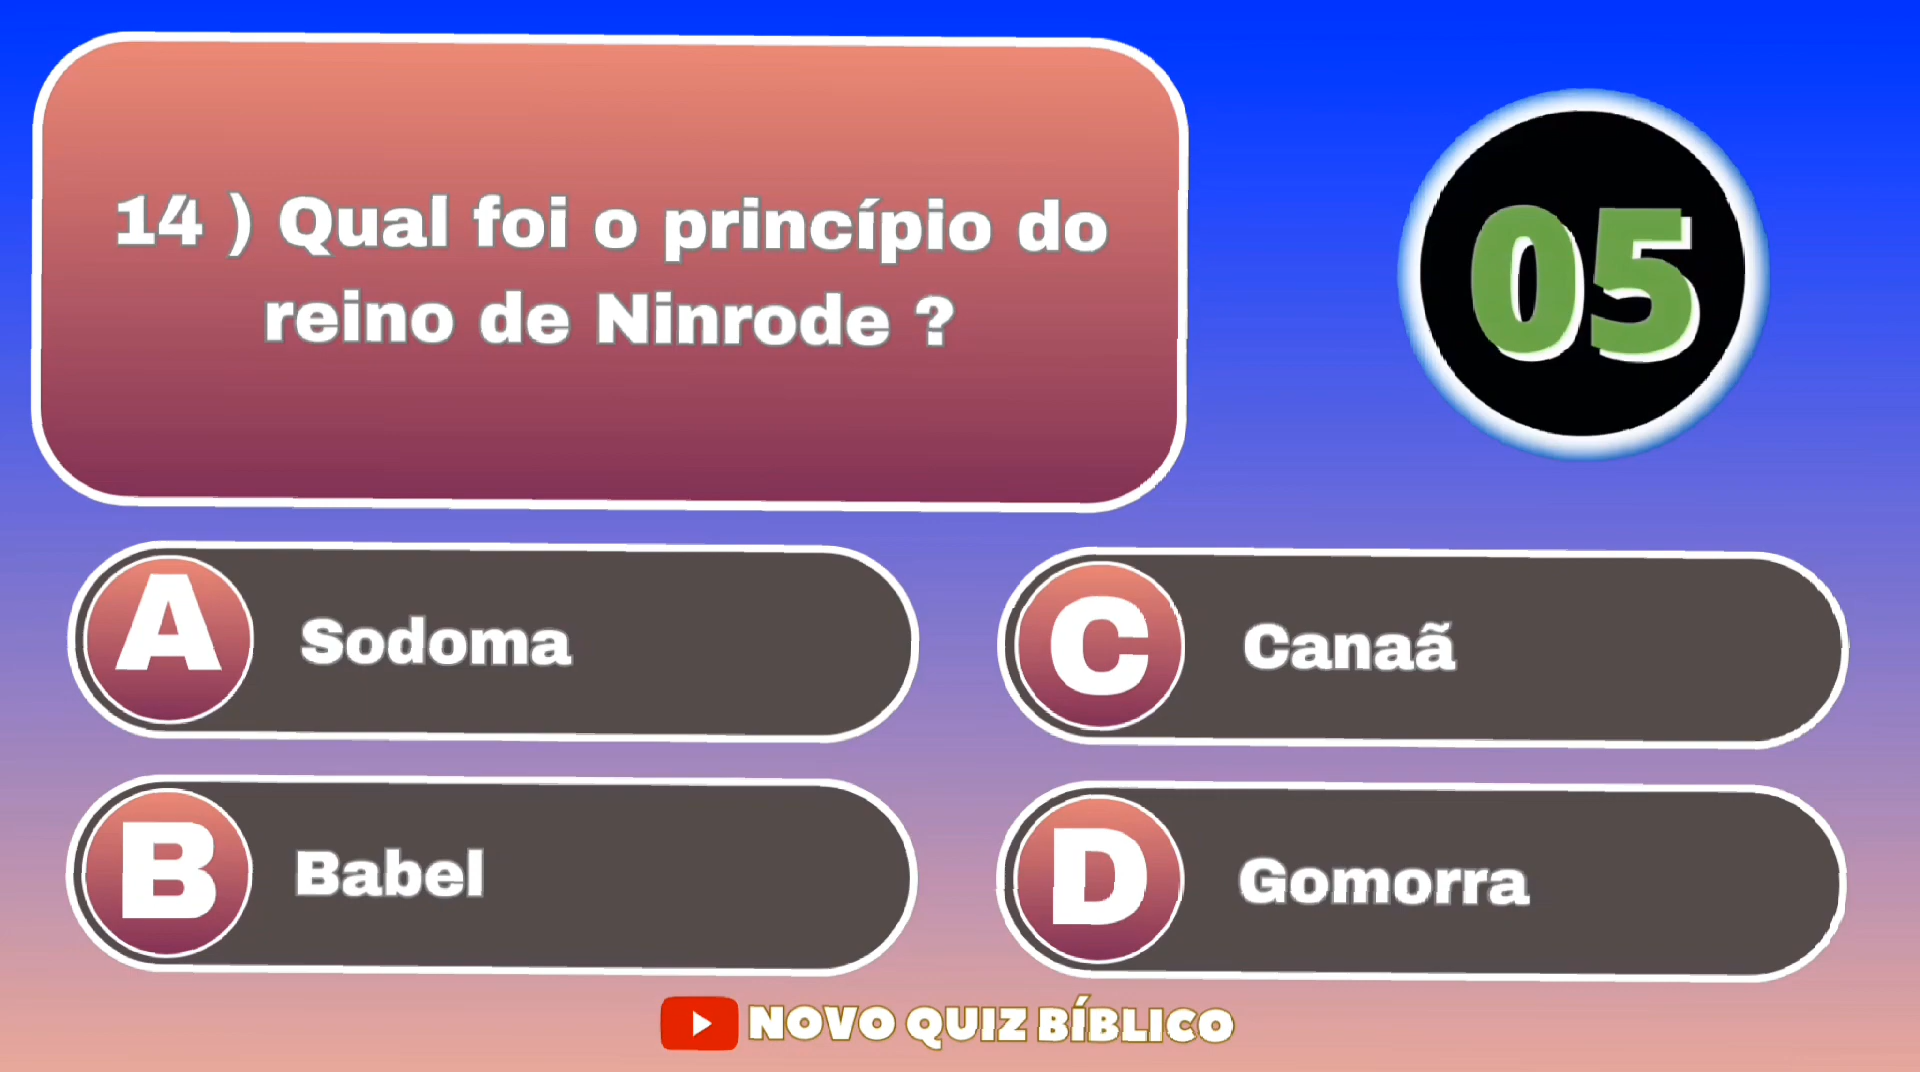 14 ) Qual foi o princípio do
reino de Ninrode ?
05
A Sodoma
C Canaã
B Babel
D Gomorra
NOVO QUIZ BÍBLICO